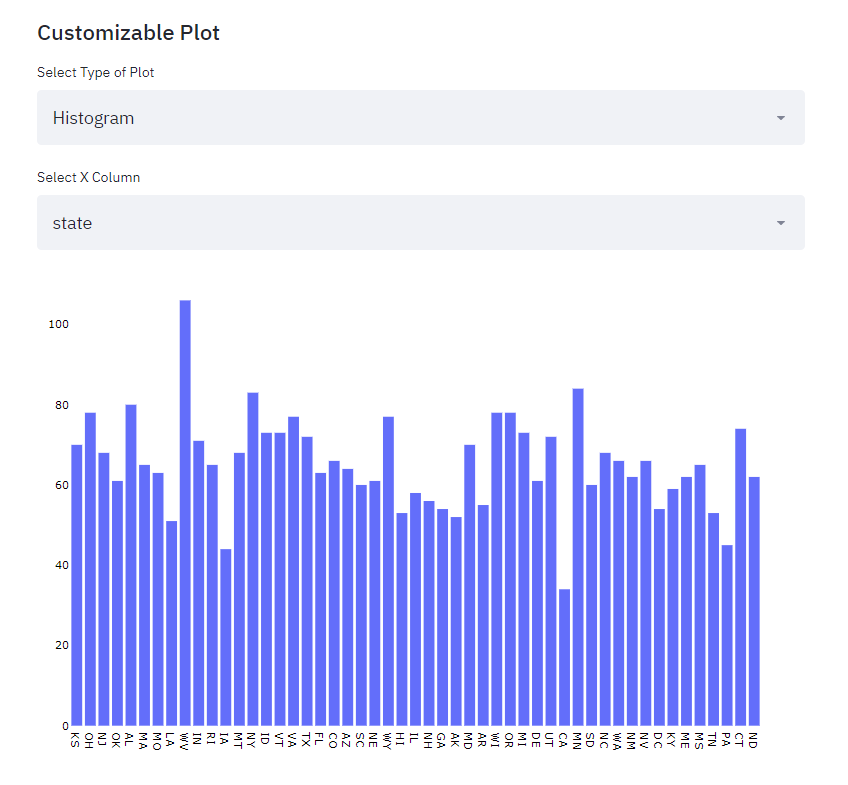 Customizable Plot
Select Type of Plot
Histogram
Select X Column
state
100
80
60
40
20
0
KS OH NJ OK AL MA MO LA WV IN RI IA MT NY ID VT VA TX FL CO AZ SC NE WY HI IL NH GA AK MD AR WI OR MI DE UT CA MN SD NC WA NM NV DC KY ME MS TN PA CT ND